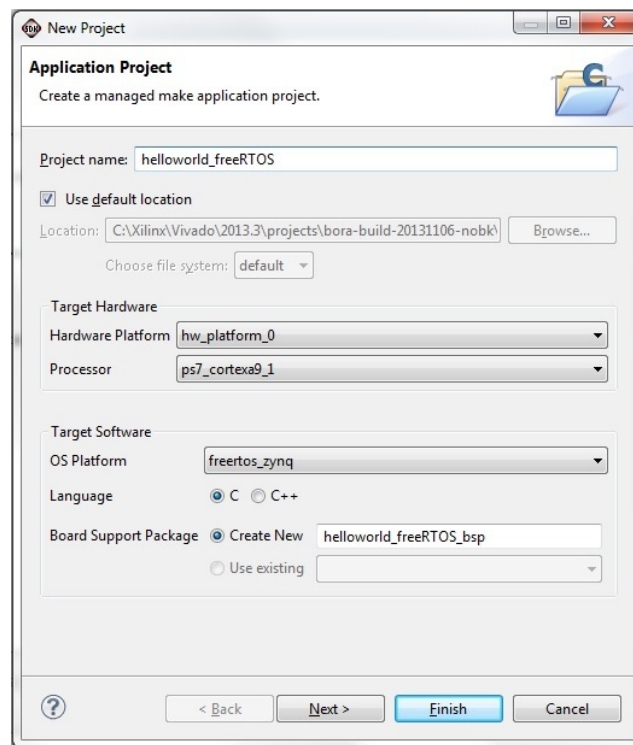 SDK New Project
Application Project
Create a managed make application project.
C
Project name: helloworld_freeRTOS
Use default location
Location: C:\Xilinx\Vivado\2013.3\projects\bora-build-20131106-nobk\ Browse...
Choose file system: default
Target Hardware
Hardware Platform hw_platform_0
Processor ps7_cortexa9_1
Target Software
OS Platform freertos_zynq
Language C C++
Board Support Package Create New helloworld_freeRTOS_bsp
Use existing
? < Back Next > Finish Cancel